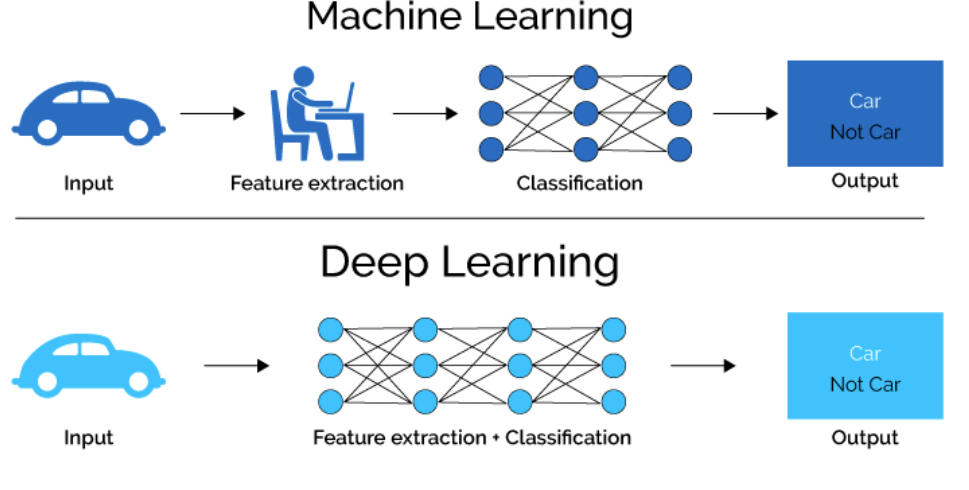 Machine Learning
Car
Not Car
Input
Feature extraction
Classification
Output
Deep Learning
Car
Not Car
Input
Feature extraction + Classification
Output